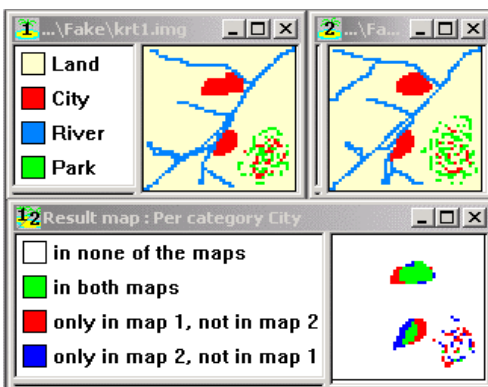 1 ...\Fake\krt1.img
2 ...\Fa...
Land
City
River
Park
12 Result map : Per category City
in none of the maps
in both maps
only in map 1, not in map 2
only in map 2, not in map 1